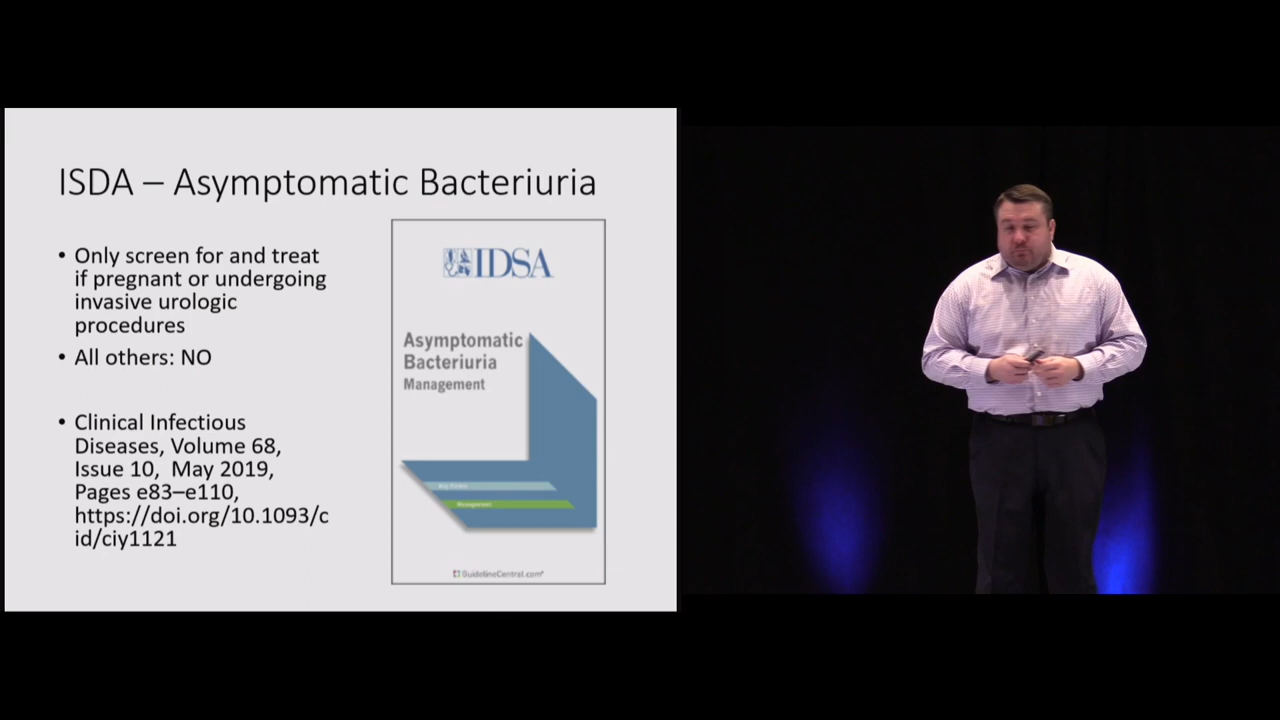 ISDA – Asymptomatic Bacteriuria
• Only screen for and treat
if pregnant or undergoing
invasive urologic
procedures
• All others: NO
• Clinical Infectious
Diseases, Volume 68,
Issue 10, May 2019,
Pages e83–e110,
https://doi.org/10.1093/c
id/ciy1121
IDSA
Asymptomatic
Bacteriuria
Management
Management
GuidelineCentral.com